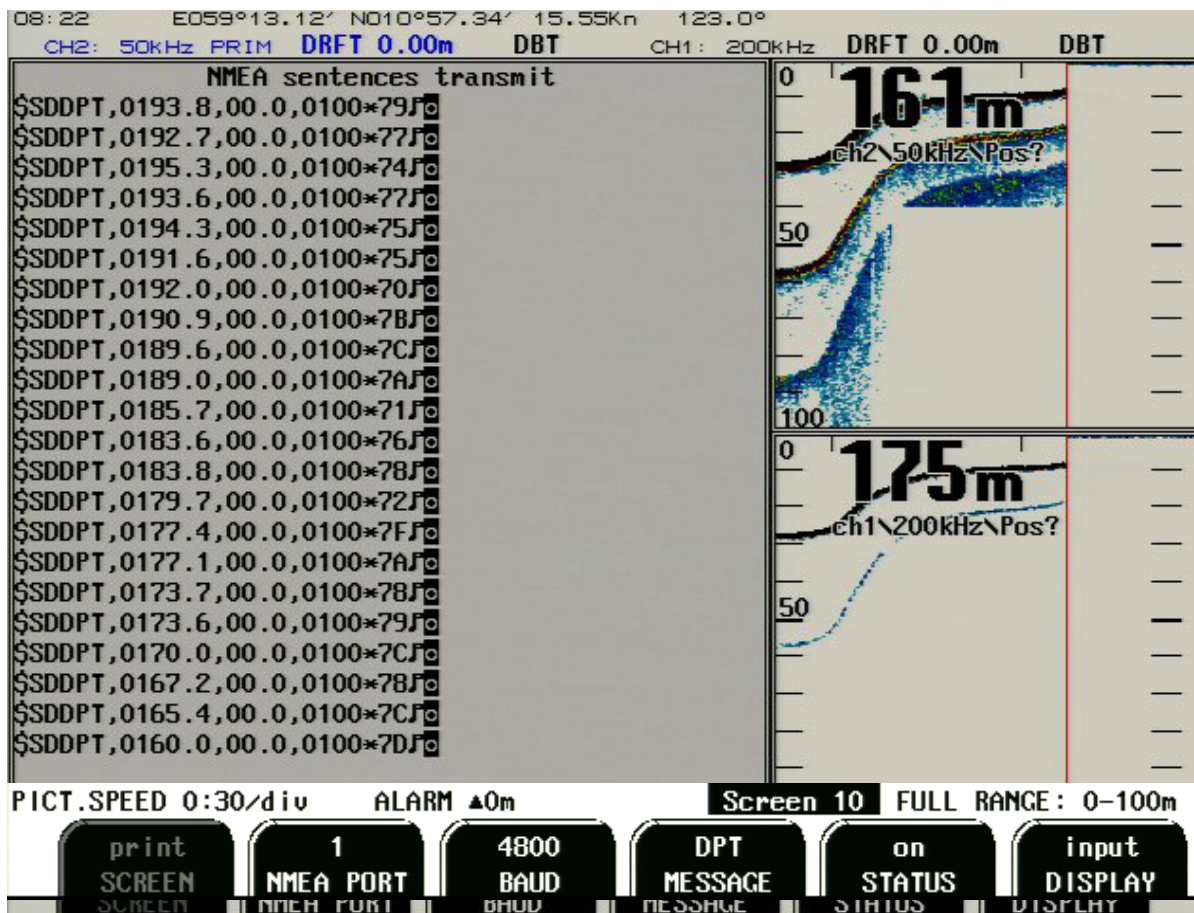 08:22 E059°13.12' N010°57.34' 15.55Kn 123.0°
CH2: 50KHz PRIM DRFT 0.00m DBT CH1: 200KHz DRFT 0.00m DBT
NMEA sentences transmit
$SDDPT,0193.8,00.0,0100*79
$SDDPT,0192.7,00.0,0100*77
$SDDPT,0195.3,00.0,0100*74
$SDDPT,0193.6,00.0,0100*77
$SDDPT,0194.3,00.0,0100*75
$SDDPT,0191.6,00.0,0100*75
$SDDPT,0192.0,00.0,0100*70
$SDDPT,0190.9,00.0,0100*7B
$SDDPT,0189.6,00.0,0100*7C
$SDDPT,0189.0,00.0,0100*7A
$SDDPT,0185.7,00.0,0100*71
$SDDPT,0183.6,00.0,0100*76
$SDDPT,0183.8,00.0,0100*78
$SDDPT,0179.7,00.0,0100*72
$SDDPT,0177.4,00.0,0100*7F
$SDDPT,0177.1,00.0,0100*7A
$SDDPT,0173.7,00.0,0100*78
$SDDPT,0173.6,00.0,0100*79
$SDDPT,0170.0,00.0,0100*7C
$SDDPT,0167.2,00.0,0100*78
$SDDPT,0165.4,00.0,0100*7C
$SDDPT,0160.0,00.0,0100*7D
0
161m
ch2\50kHz\Pos?
50
100
0
175m
ch1\200kHz\Pos?
50
PICT.SPEED 0:30/div ALARM ▲0m Screen 10 FULL RANGE: 0-100m
print 1 4800 DPT on input
SCREEN NMEA PORT BAUD MESSAGE STATUS DISPLAY
SCREEN NMEA PORT BAUD MESSAGE STATUS DISPLAY